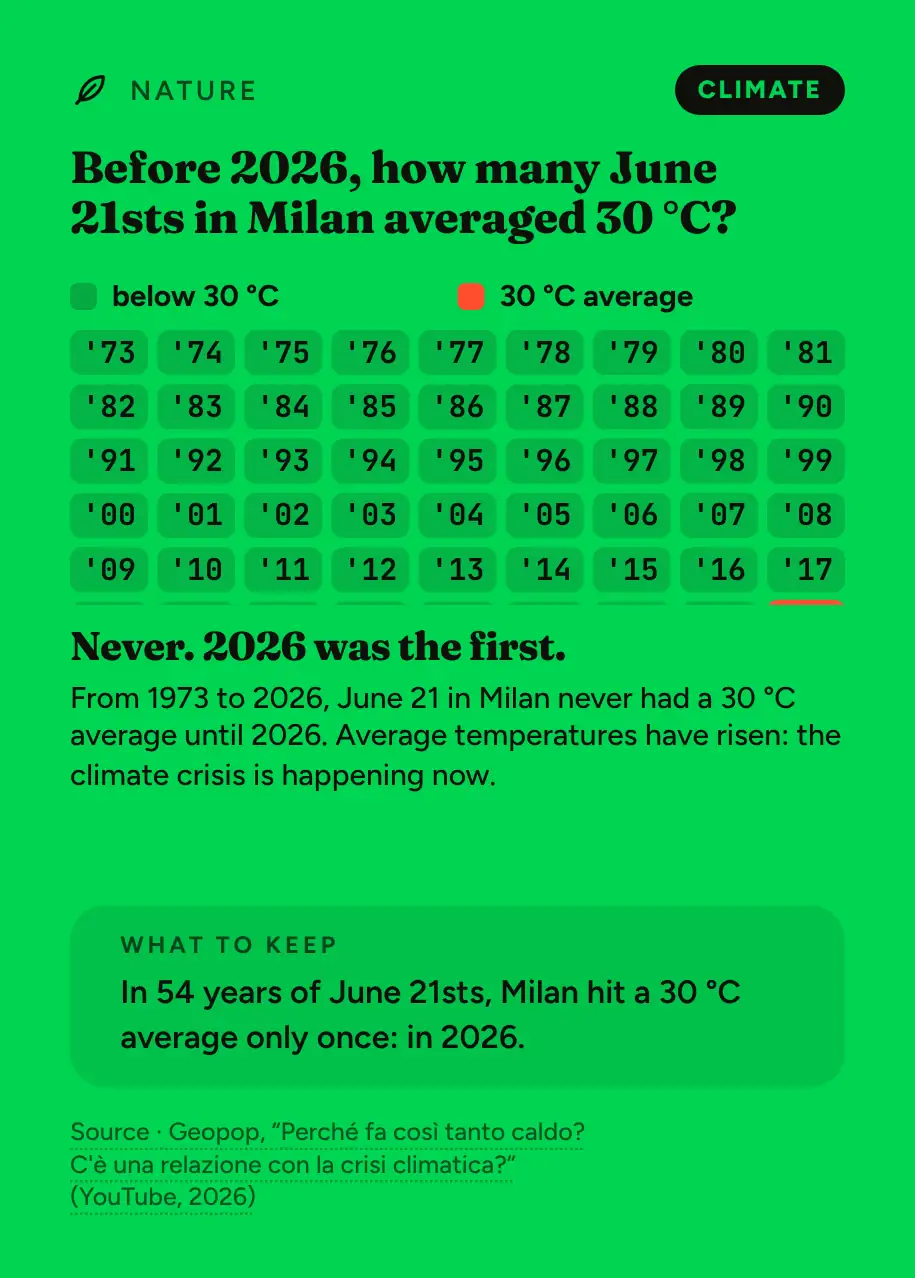 NATURE
CLIMATE
Before 2026, how many June
21sts in Milan averaged 30 °C?
below 30 °C
30 °C average
'73 '74 '75 '76 '77 '78 '79 '80 '81
'82 '83 '84 '85 '86 '87 '88 '89 '90
'91 '92 '93 '94 '95 '96 '97 '98 '99
'00 '01 '02 '03 '04 '05 '06 '07 '08
'09 '10 '11 '12 '13 '14 '15 '16 '17
Never. 2026 was the first.
From 1973 to 2026, June 21 in Milan never had a 30 °C
average until 2026. Average temperatures have risen: the
climate crisis is happening now.
WHAT TO KEEP
In 54 years of June 21sts, Milan hit a 30 °C
average only once: in 2026.
Source · Geopop, “Perché fa così tanto caldo?
C'è una relazione con la crisi climatica?”
(YouTube, 2026)